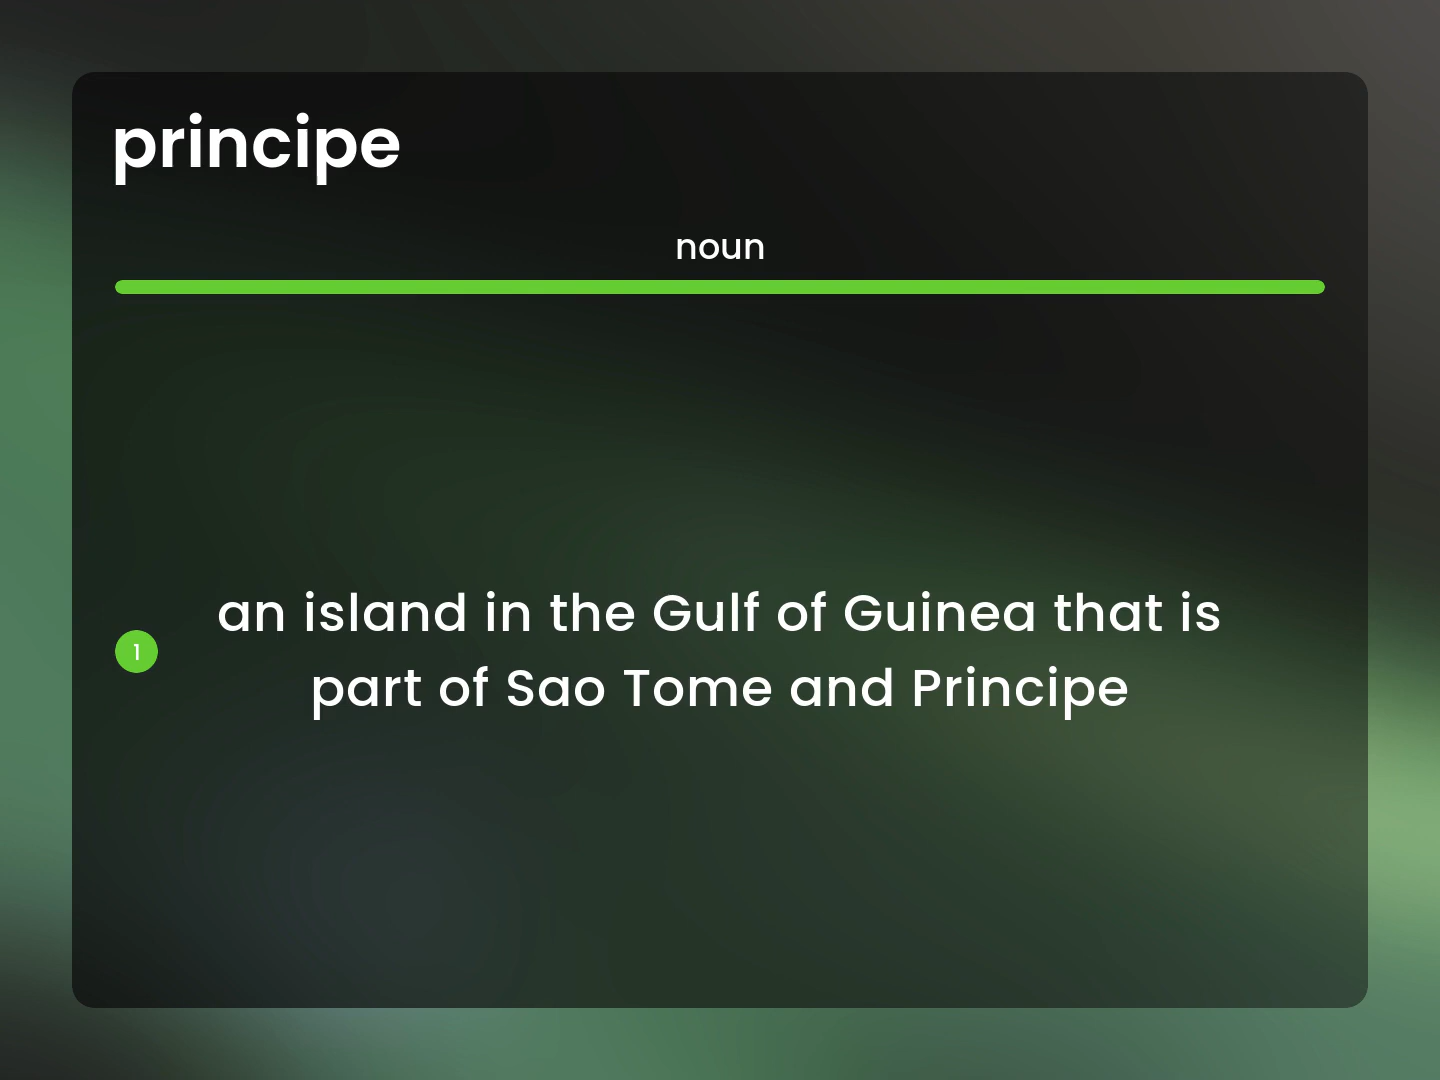 principe
noun
1
an island in the Gulf of Guinea that is
part of Sao Tome and Principe